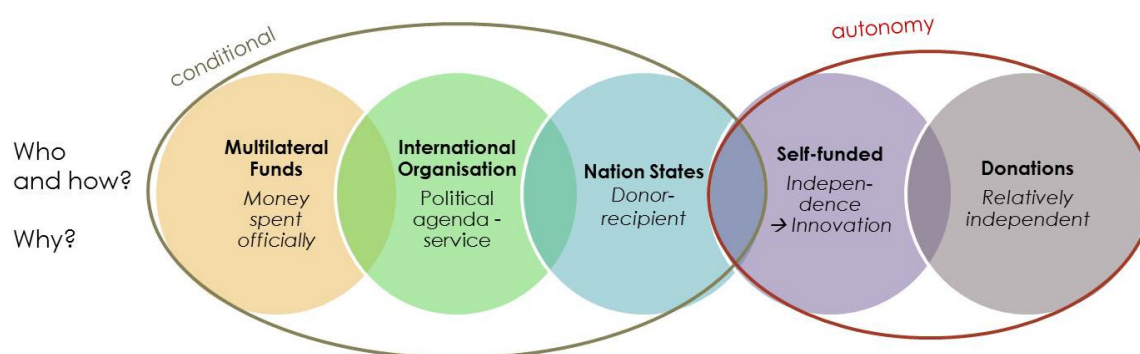 conditional
autonomy
Who
and how?
Why?
Multilateral
Funds
Money
spent
officially
International
Organisation
Political
agenda -
service
Nation States
Donor-
recipient
Self-funded
Indepen-
dence
→ Innovation
Donations
Relatively
independent